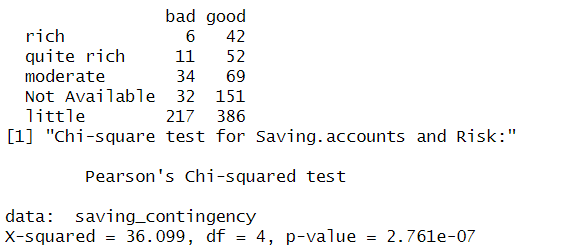 bad good
rich 6 42
quite rich 11 52
moderate 34 69
Not Available 32 151
little 217 386
[1] "Chi-square test for Saving.accounts and Risk:"
Pearson's Chi-squared test
data: saving_contingency
X-squared = 36.099, df = 4, p-value = 2.761e-07